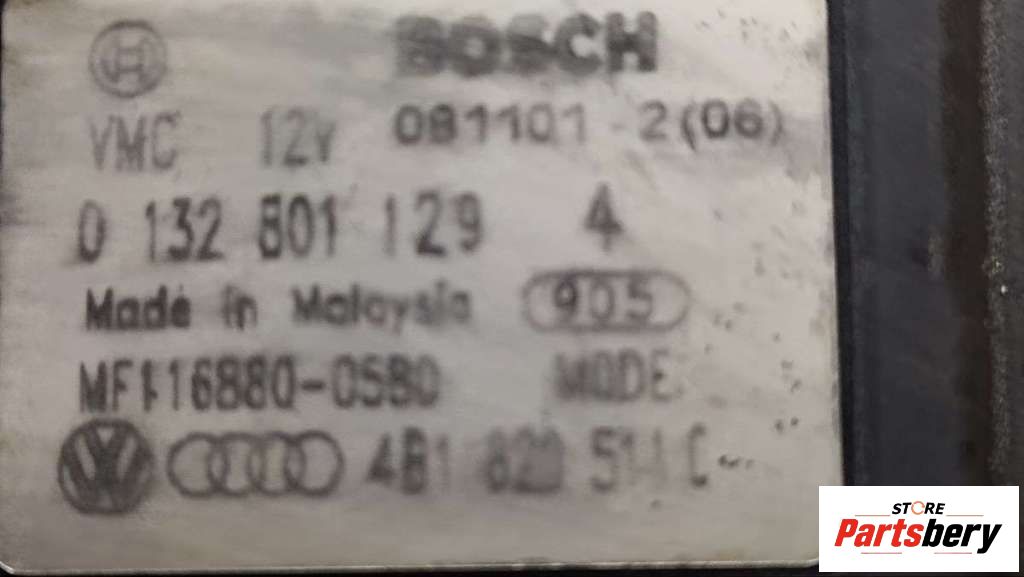 BOSCH
VMC 12V 081101-2(06)
0 132 801 129 4
Made in Malaysia 905
MF116880-0580 MODE
4B1 820 511 C
STORE
Partsbery